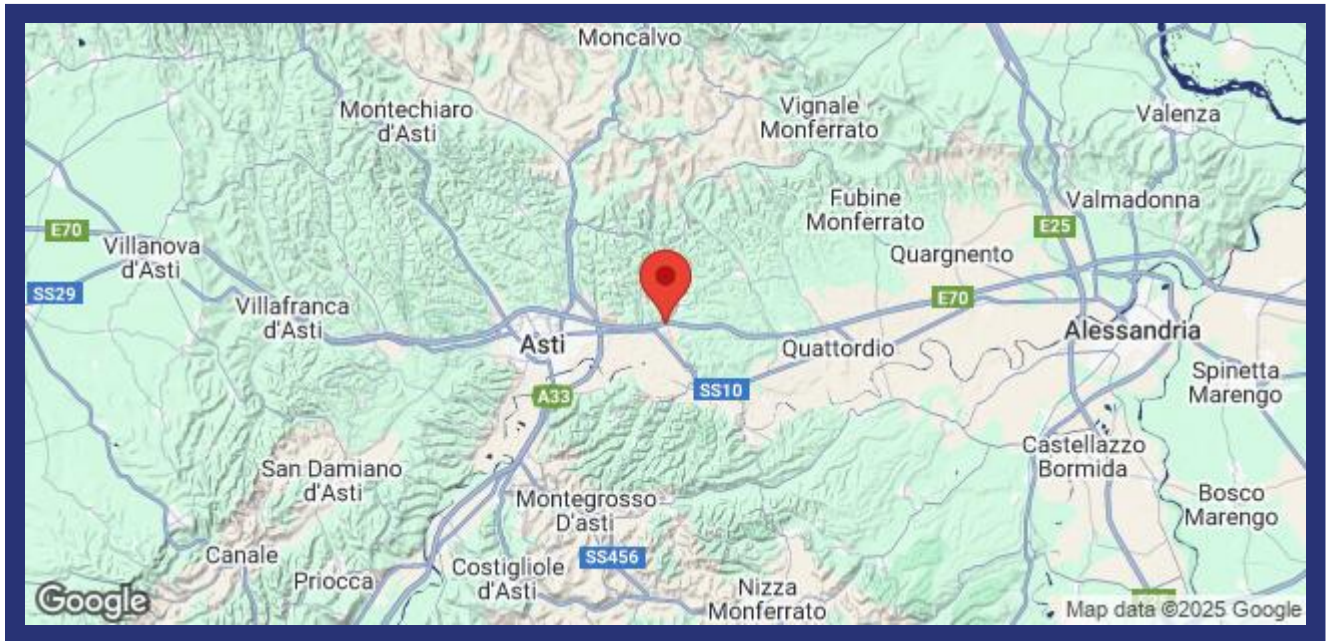 Moncalvo
Montechiaro
d'Asti
Vignale
Monferrato
Valenza
Fubine
Monferrato
Valmadonna
E70
Villanova
d'Asti
E25
Quargnento
SS29
Villafranca
d'Asti
E70
Asti
Quattordio
Alessandria
SS10
A33
Spinetta
Marengo
Castellazzo
Bormida
San Damiano
d'Asti
Montegrosso
D'asti
Bosco
Marengo
Canale
Priocca
Costigliole
d'Asti
SS456
Nizza
Monferrato
Google
Map data ©2025 Google